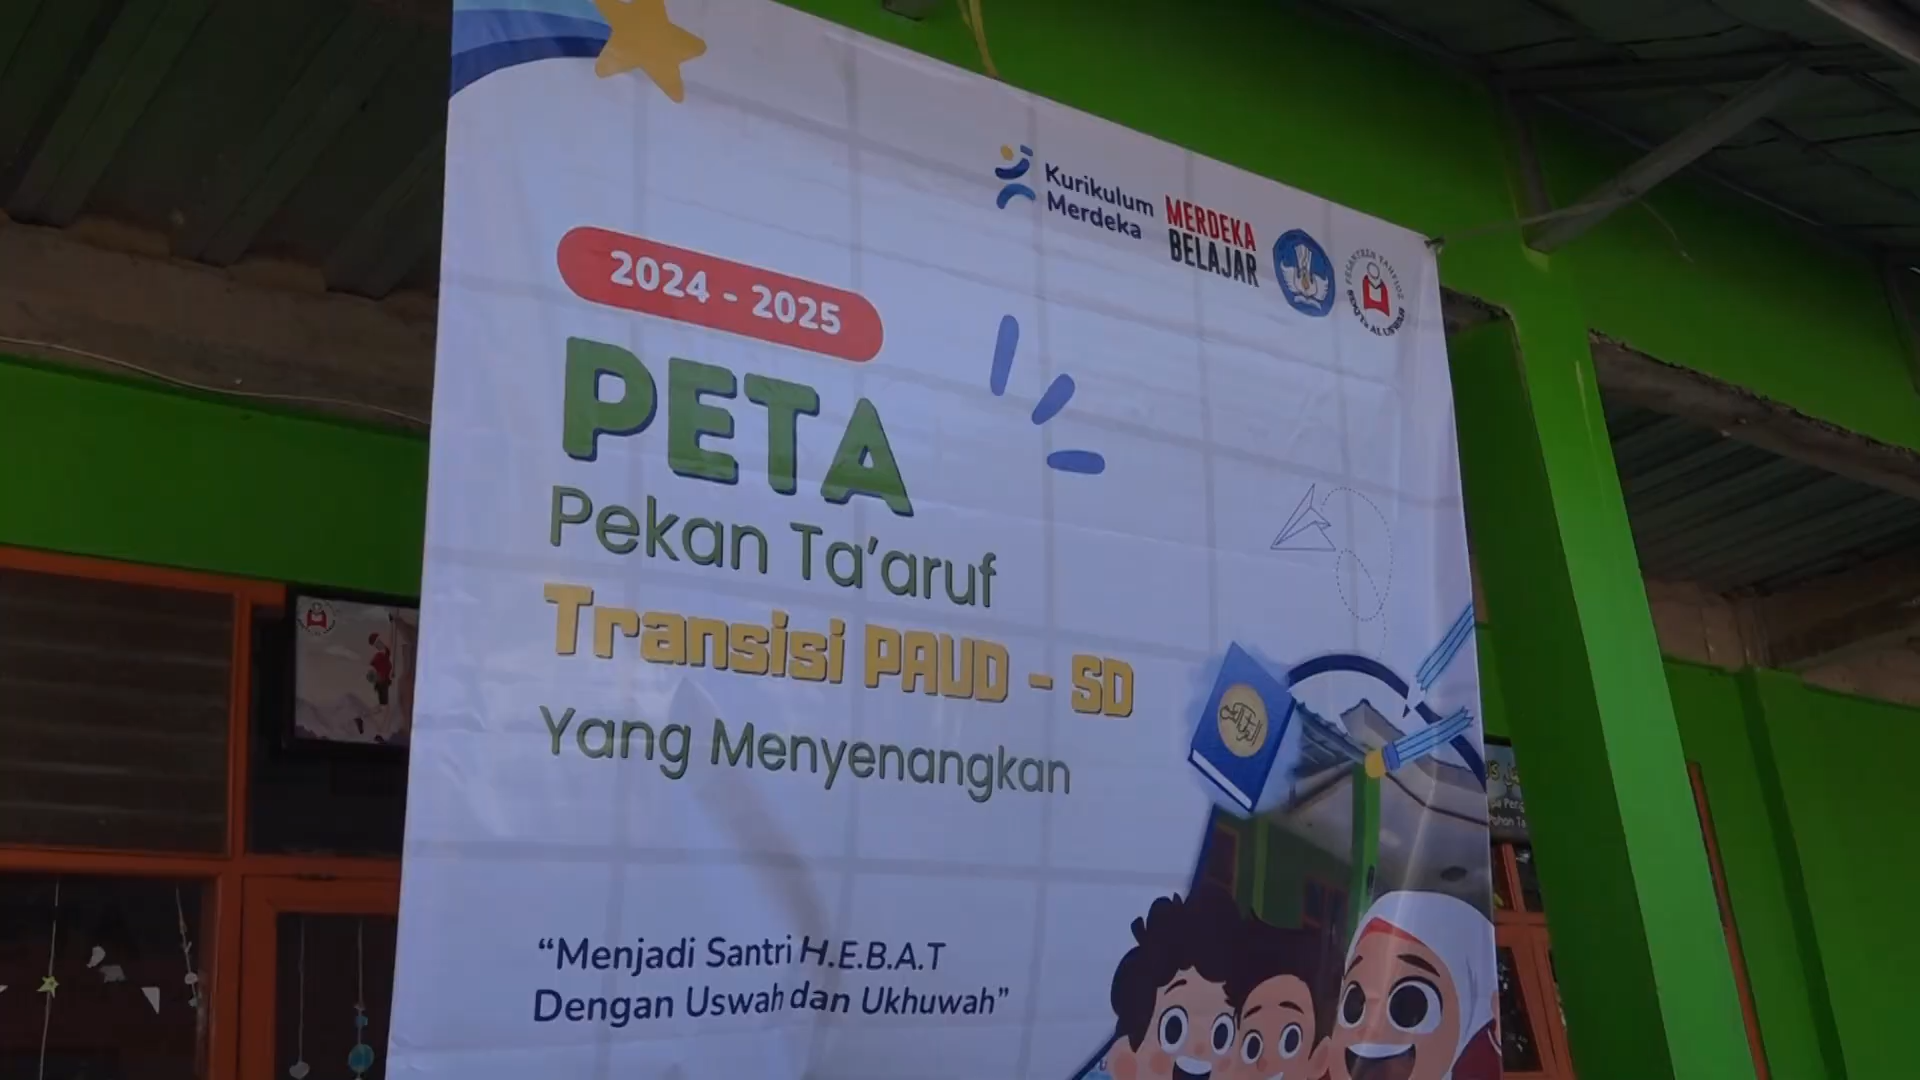 Kurikulum
Merdeka
MERDEKA
BELAJAR
2024 - 2025
PETA
Pekan Ta'aruf
Transisi PAUD - SD
Yang Menyenangkan
“Menjadi Santri H.E.B.A.T
Dengan Uswah dan Ukhuwah”